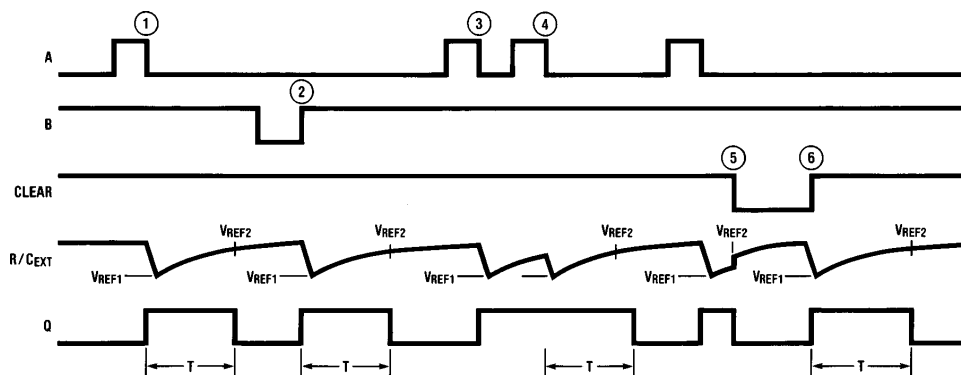 1 3 4
A
2
B
5 6
CLEAR
VREF2 VREF2 VREF2 VREF2 VREF2
R/CEXT
VREF1 VREF1 VREF1 VREF1 VREF1
Q
T T T T